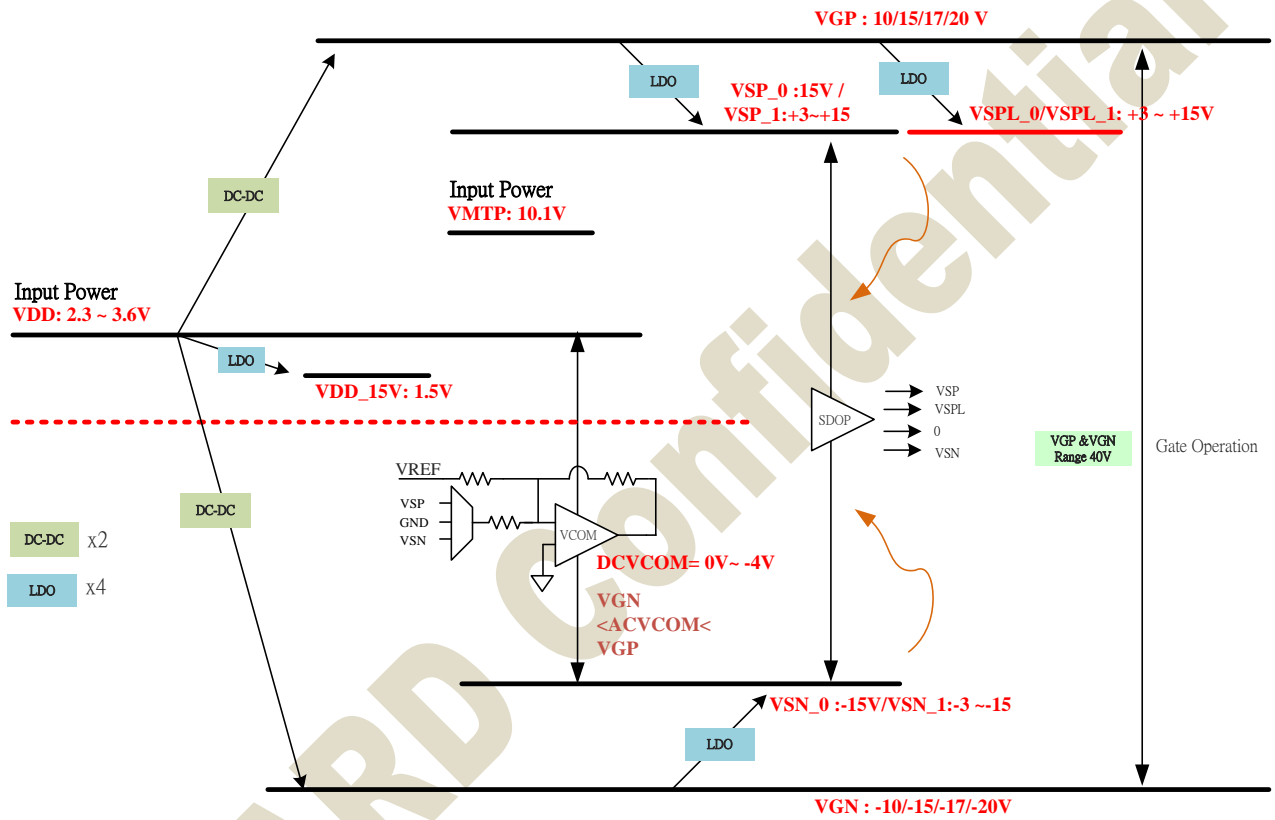 VGP : 10/15/17/20 V
LDO
LDO
VSP_0 :15V /
VSP_1:+3~+15
VSPL_0/VSPL_1: +3 ~ +15V
DC-DC
Input Power
VMTP: 10.1V
Input Power
VDD: 2.3 ~ 3.6V
LDO
VDD_15V: 1.5V
VSP
VSPL
0
VSN
SDOP
VGP &VGN
Range 40V
Gate Operation
VREF
VSP
GND
VSN
VCOM
DC-DC
DC-DC x2
LDO x4
DCVCOM= 0V~ -4V
VGN
<ACVCOM<
VGP
VSN_0 :-15V/VSN_1:-3 ~-15
LDO
VGN : -10/-15/-17/-20V
ARD Confidential